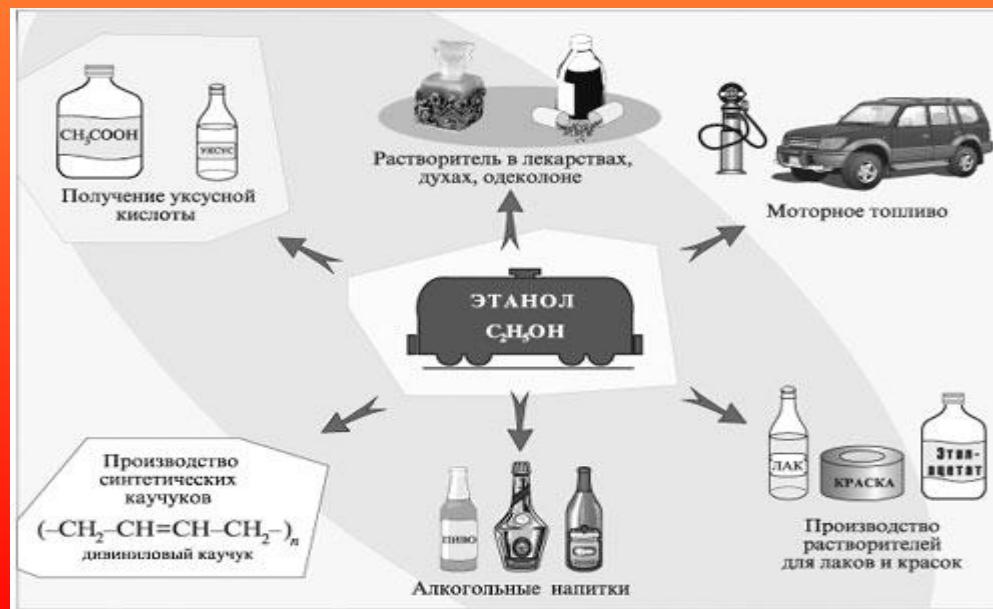 CH₃COOH
УКСУС
Получение уксусной
кислоты
Растворитель в лекарствах,
духах, одеколоне
Моторное топливо
ЭТАНОЛ
C₂H₅OH
Производство
синтетических
каучуков
(–CH₂–CH=CH–CH₂–)ₙ
дивиниловый каучук
ПИВО
Алкогольные напитки
ЛАК
КРАСКА
Этил-
ацетат
Производство
растворителей
для лаков и красок